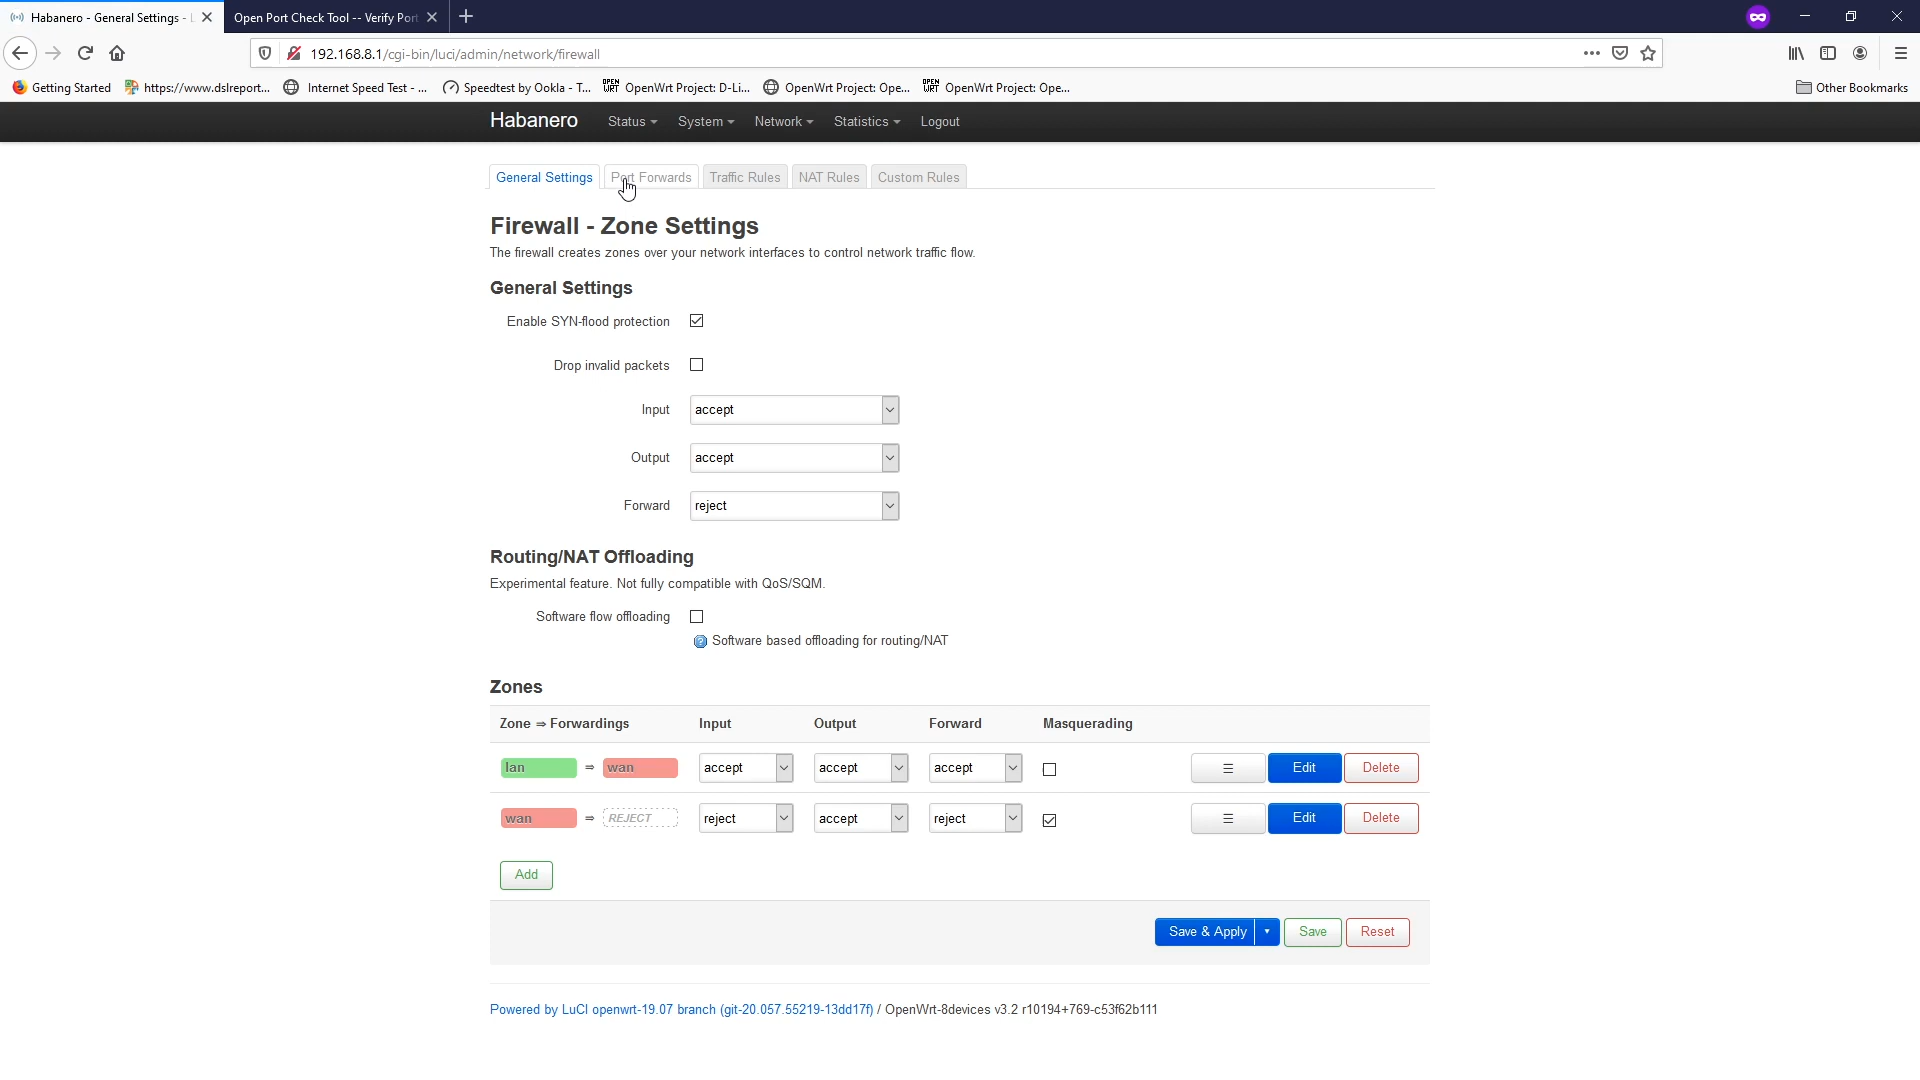 Habanero - General Settings - L
Open Port Check Tool -- Verify Port
192.168.8.1/cgi-bin/luci/admin/network/firewall
Getting Started
https://www.dslreport...
Internet Speed Test - ...
Speedtest by Ookla - T...
OPEN WRT
OpenWrt Project: D-Li...
OpenWrt Project: Ope...
OPEN WRT
OpenWrt Project: Ope...
Other Bookmarks
Habanero
Status
System
Network
Statistics
Logout
General Settings
Port Forwards
Traffic Rules
NAT Rules
Custom Rules
Firewall - Zone Settings
The firewall creates zones over your network interfaces to control network traffic flow.
General Settings
Enable SYN-flood protection
Drop invalid packets
Input
accept
Output
accept
Forward
reject
Routing/NAT Offloading
Experimental feature. Not fully compatible with QoS/SQM.
Software flow offloading
Software based offloading for routing/NAT
Zones
Zone ⇒ Forwardings Input Output Forward Masquerading
lan ⇒ wan accept accept accept ☰ Edit Delete
wan ⇒ REJECT reject accept reject ☰ Edit Delete
Add
Save & Apply Save Reset
Powered by LuCI openwrt-19.07 branch (git-20.057.55219-13dd17f) / OpenWrt-8devices v3.2 r10194+769-c53f62b111